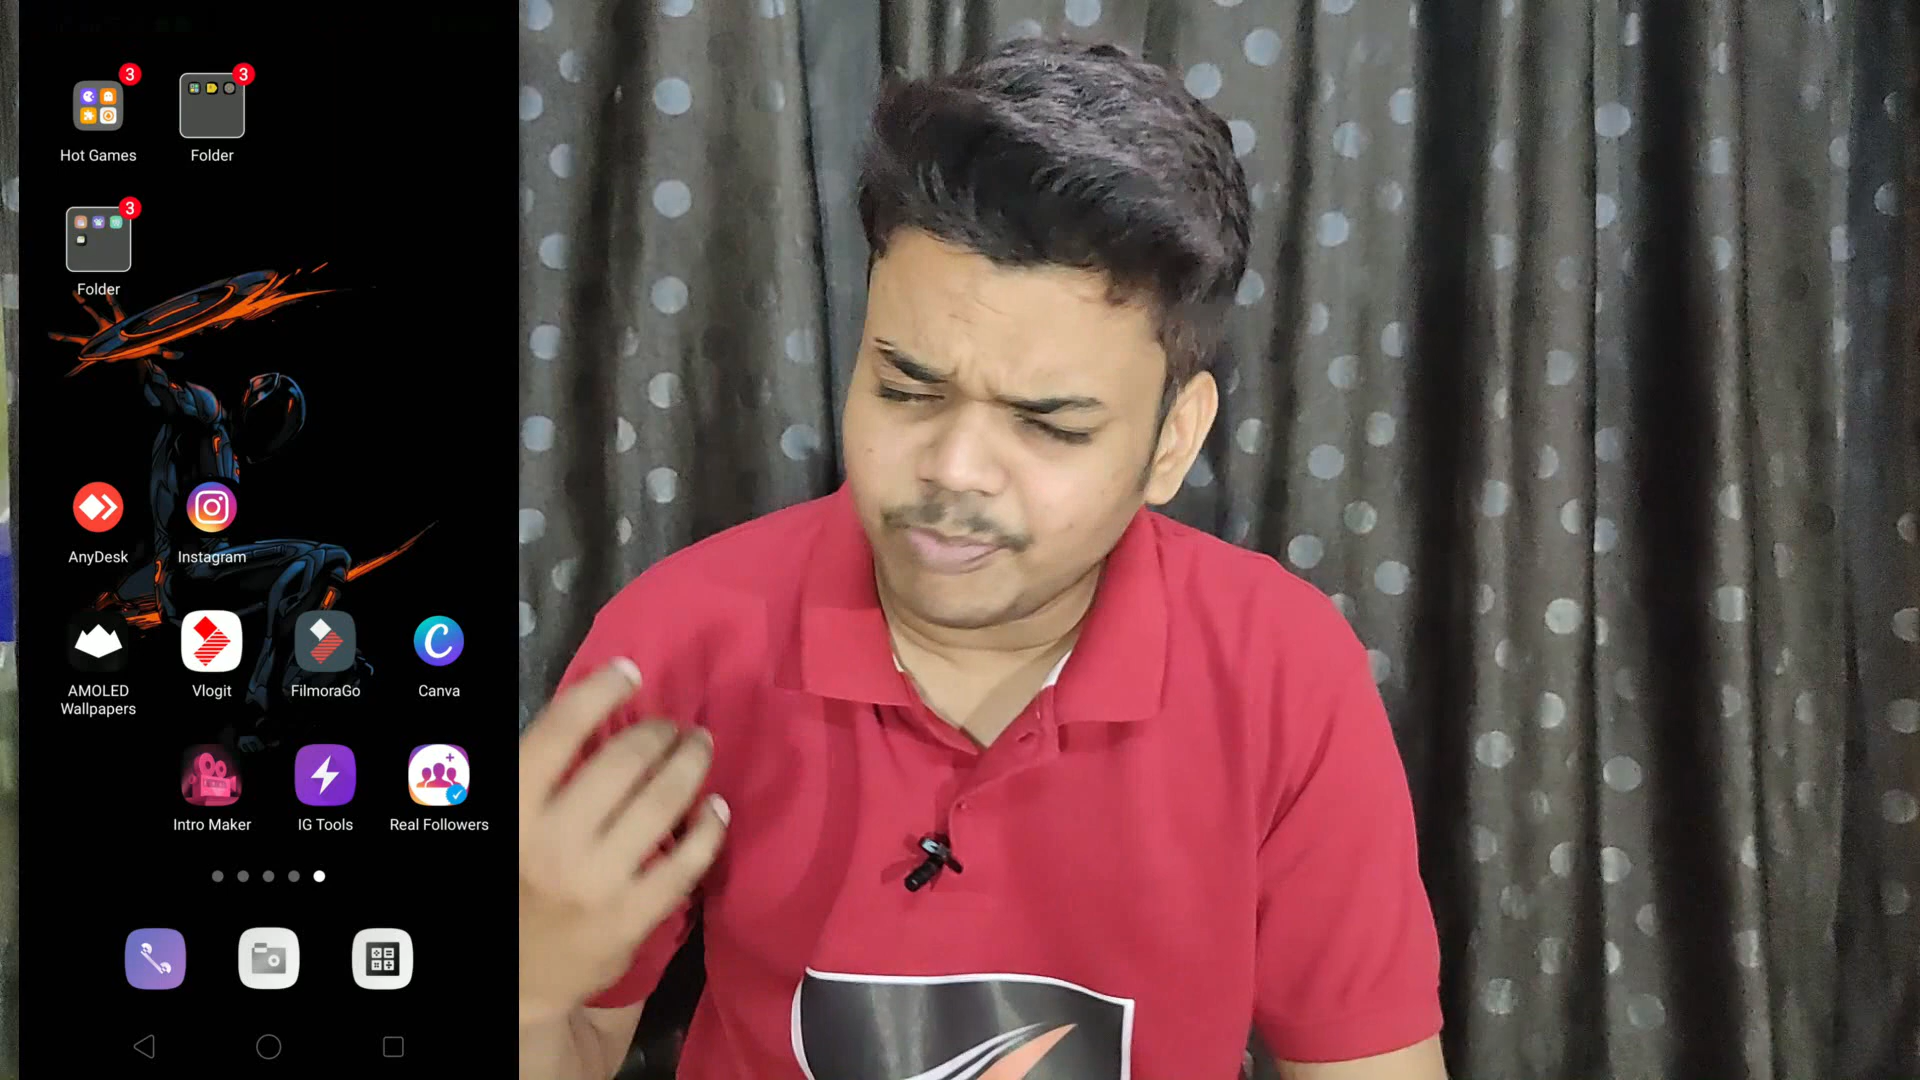 3
3
Hot Games
Folder
3
Folder
AnyDesk
Instagram
AMOLED
Wallpapers
Vlogit
FilmoraGo
Canva
Intro Maker
IG Tools
Real Followers